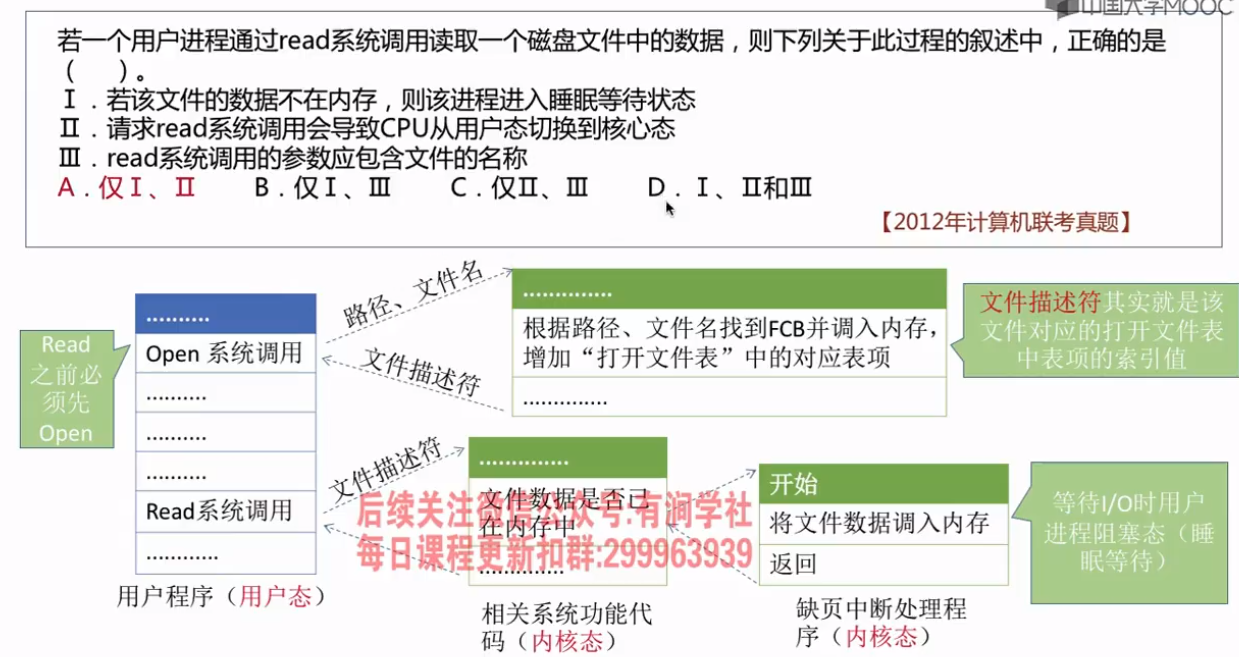 中国大学MOOC
若一个用户进程通过read系统调用读取一个磁盘文件中的数据，则下列关于此过程的叙述中，正确的是
（　　）。
Ⅰ．若该文件的数据不在内存，则该进程进入睡眠等待状态
Ⅱ．请求read系统调用会导致CPU从用户态切换到核心态
Ⅲ．read系统调用的参数应包含文件的名称
A．仅Ⅰ、Ⅱ　　B．仅Ⅰ、Ⅲ　　C．仅Ⅱ、Ⅲ　　D．Ⅰ、Ⅱ和Ⅲ
【2012年计算机联考真题】
Read
之前必
须先
Open
..........
Open 系统调用
..........
..........
..........
Read系统调用
............
用户程序（用户态）
路径、文件名
文件描述符
..............
根据路径、文件名找到FCB并调入内存，
增加“打开文件表”中的对应表项
..............
文件描述符其实就是该
文件对应的打开文件表
中表项的索引值
文件描述符
..............
文件数据是否已
在内存中
..............
相关系统功能代
码（内核态）
后续关注微信公众号:有涧学社
每日课程更新扣群:299963939
开始
将文件数据调入内存
返回
缺页中断处理程
序（内核态）
等待I/O时用户
进程阻塞态（睡
眠等待）